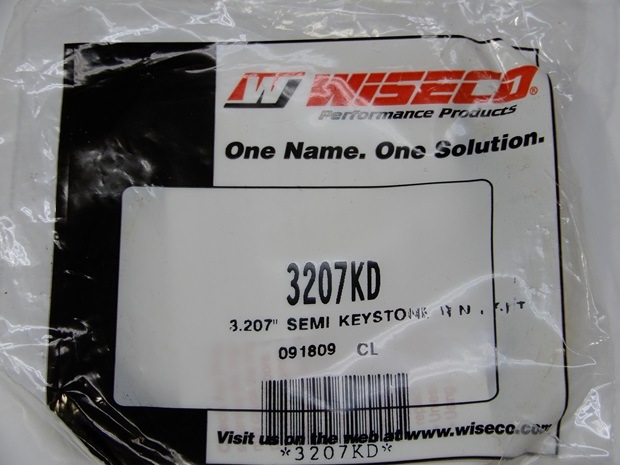 W WISECO®
Performance Products
One Name. One Solution.
3207KD
3.207" SEMI KEYSTONE
091809 CL
Visit us on the web at www.wiseco.com
*3207KD*